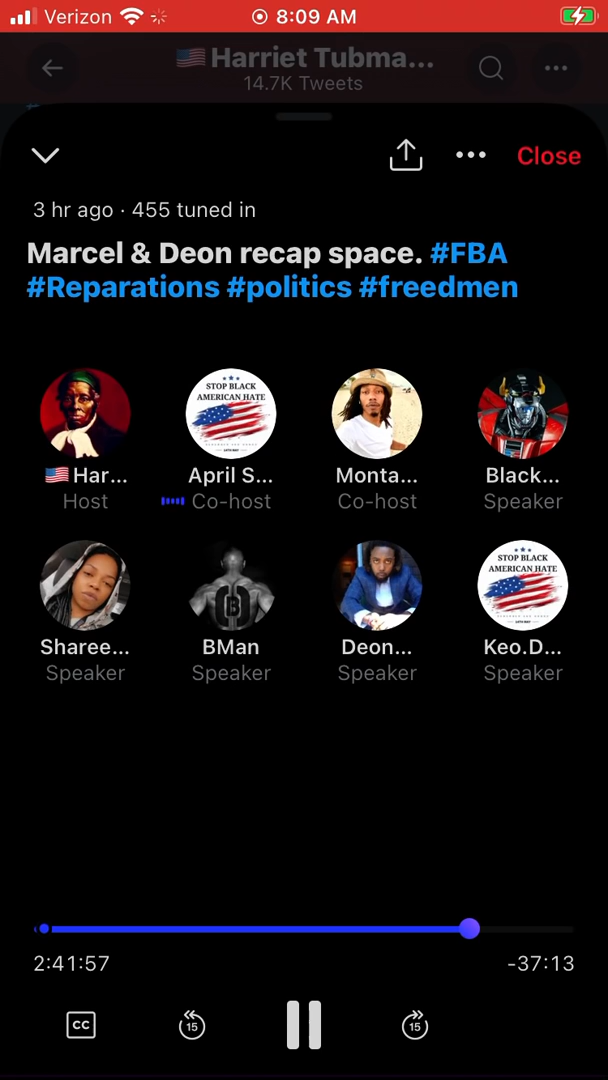 Verizon 8:09 AM
🇺🇸Harriet Tubma...
14.7K Tweets
Close
3 hr ago · 455 tuned in
Marcel & Deon recap space. #FBA
#Reparations #politics #freedmen
STOP BLACK
AMERICAN HATE
🇺🇸Har... April S... Monta... Black...
Host Co-host Co-host Speaker
B
STOP BLACK
AMERICAN HATE
Sharee... BMan Deon... Keo.D...
Speaker Speaker Speaker Speaker
2:41:57 -37:13
CC 15 15